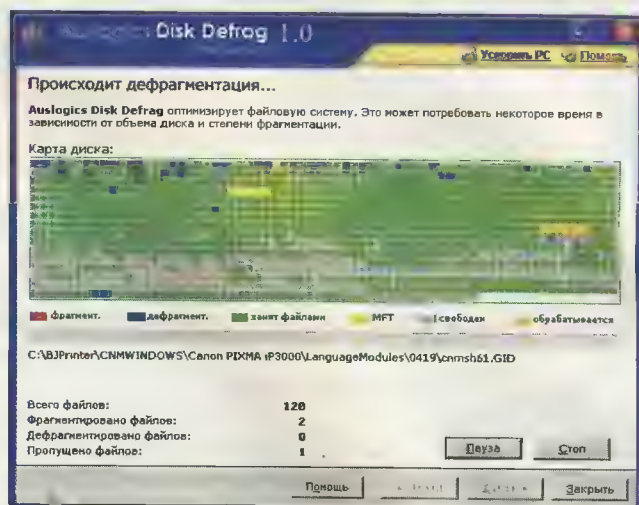 Auslogics Disk Defrag 1.0
Ускорить PC Помощь
Происходит дефрагментация...
Auslogics Disk Defrag оптимизирует файловую систему. Это может потребовать некоторое время в
зависимости от объема диска и степени фрагментации.
Карта диска:
фрагмент. дефрагмент. занят файлами MFT свободен обрабатывается
C:\BJPrinter\CNMWINDOWS\Canon PIXMA iP3000\LanguageModules\0419\cnmsh61.GID
Всего файлов: 120
Фрагментировано файлов: 2
Дефрагментировано файлов: 0
Пропущено файлов: 1
Пауза Стоп
Помощь Закрыть